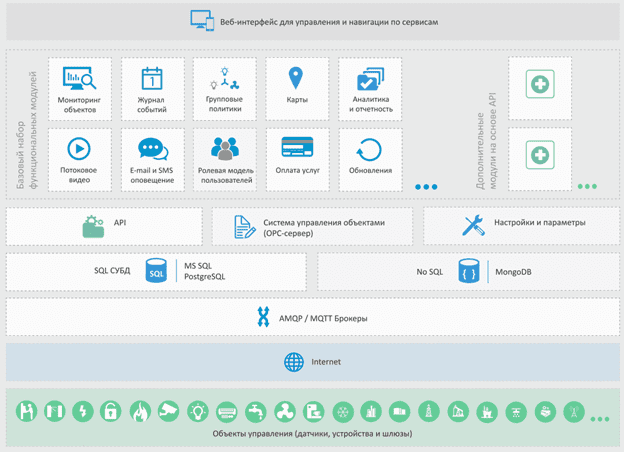 Веб-интерфейс для управления и навигации по сервисам
Базовый набор
функциональных модулей
Мониторинг
объектов
Журнал
событий
Групповые
политики
Карты
Аналитика
и отчетность
Потоковое
видео
E-mail и SMS
оповещение
Ролевая модель
пользователей
Оплата услуг
Обновления
Дополнительные
модули на основе API
API
Система управления объектами
(OPC-сервер)
Настройки и параметры
SQL СУБД
SQL
MS SQL
PostgreSQL
No SQL
{ }
MongoDB
AMQP / MQTT Брокеры
Internet
Объекты управления (датчики, устройства и шлюзы)